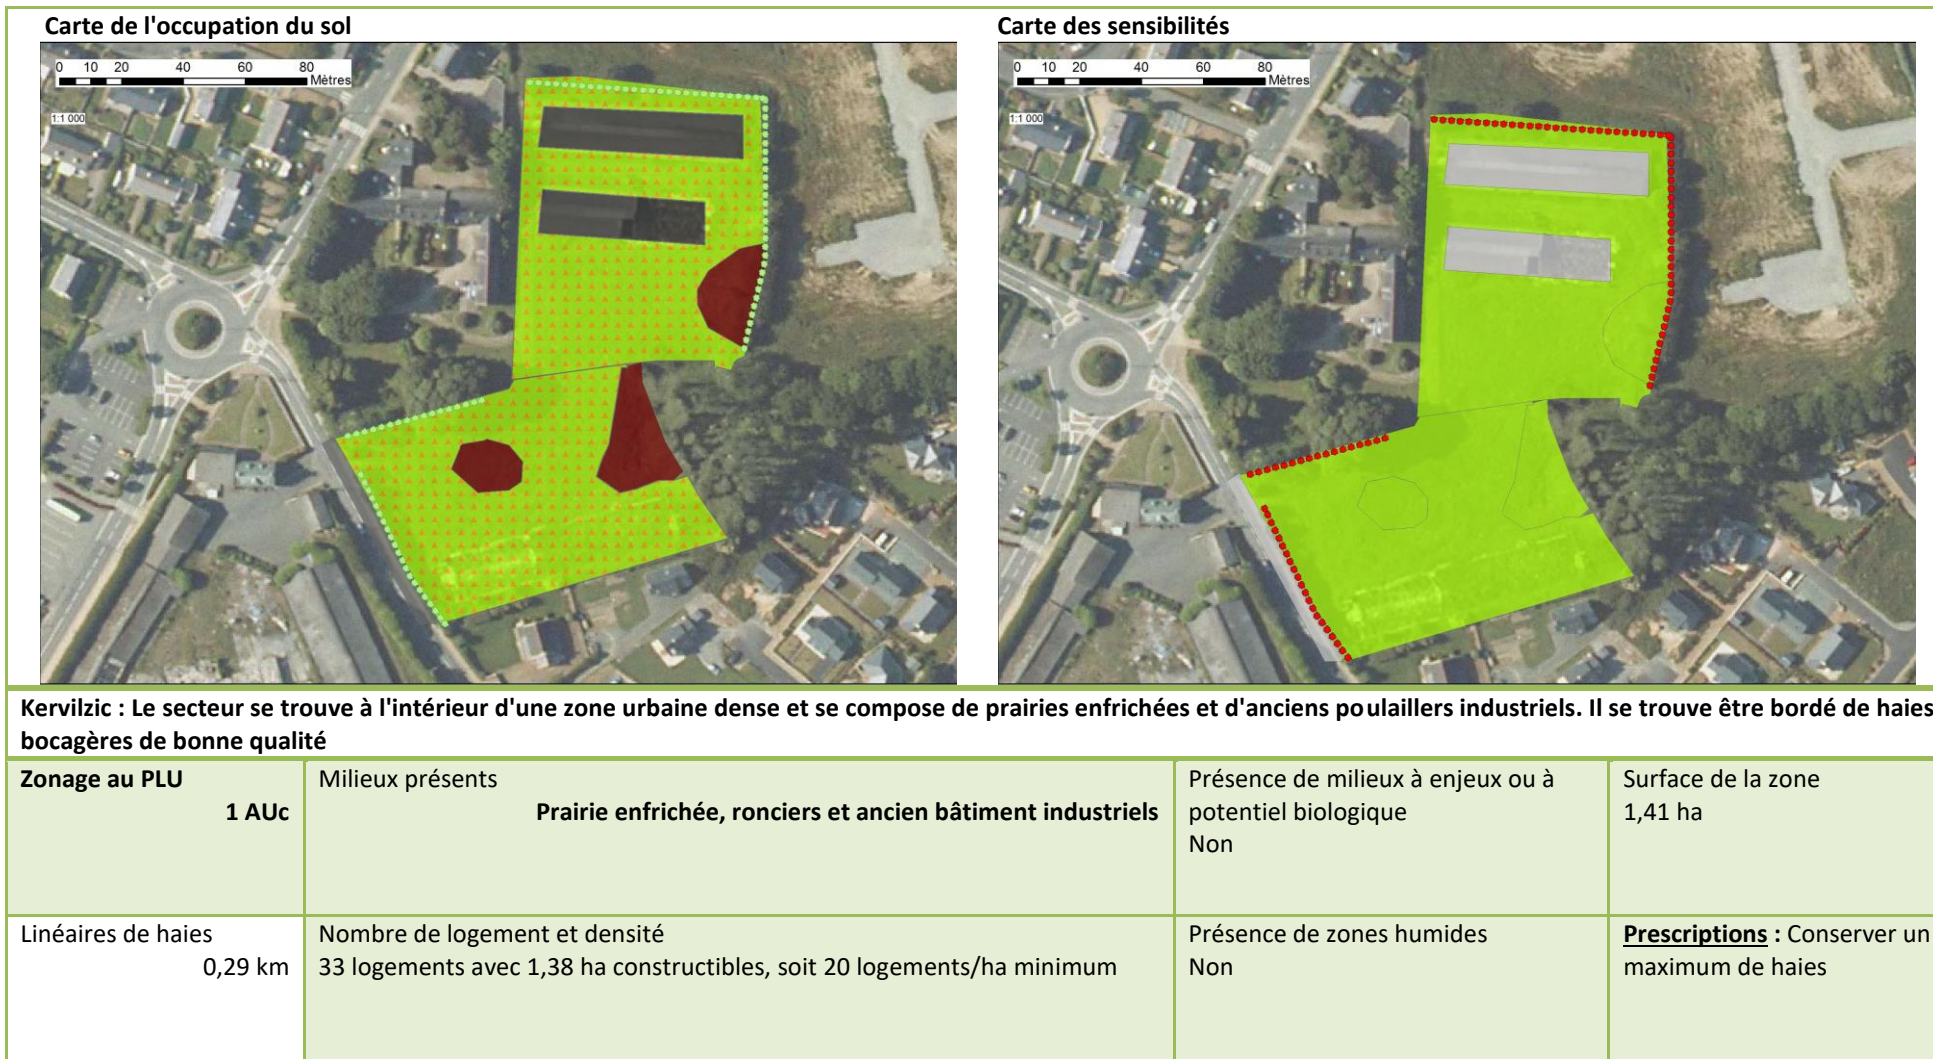 Carte de l'occupation du sol
0 10 20 40 60 80
Mètres
1:1 000
Carte des sensibilités
0 10 20 40 60 80
Mètres
1:1 000
Kervilzic : Le secteur se trouve à l'intérieur d'une zone urbaine dense et se compose de prairies enfrichées et d'anciens poulaillers industriels. Il se trouve être bordé de haies
bocagères de bonne qualité
Zonage au PLU
1 AUc
Milieux présents
Prairie enfrichée, ronciers et ancien bâtiment industriels
Présence de milieux à enjeux ou à
potentiel biologique
Non
Surface de la zone
1,41 ha
Linéaires de haies
0,29 km
Nombre de logement et densité
33 logements avec 1,38 ha constructibles, soit 20 logements/ha minimum
Présence de zones humides
Non
Prescriptions : Conserver un
maximum de haies